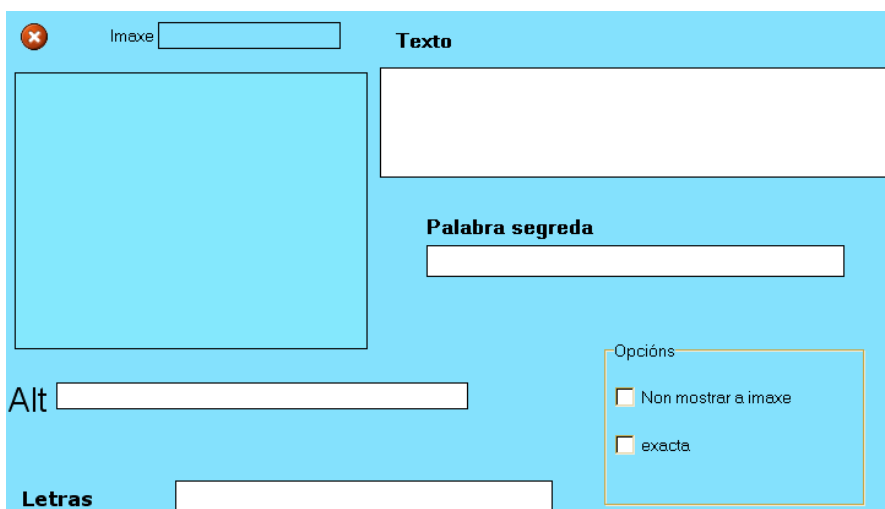 Imaxe
Texto
Palabra segreda
Opcións
Alt
Non mostrar a imaxe
exacta
Letras